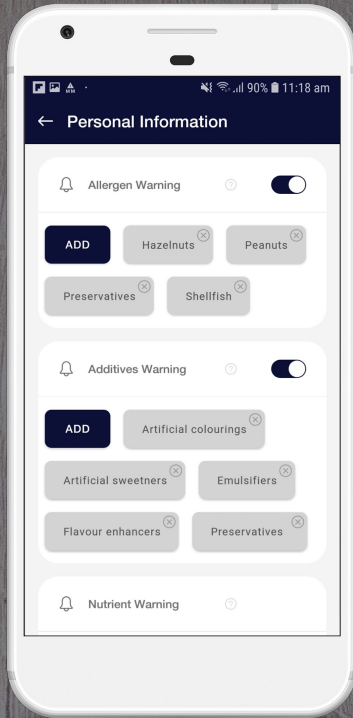 90% 11:18 am
Personal Information
Allergen Warning
ADD Hazelnuts Peanuts
Preservatives Shellfish
Additives Warning
ADD Artificial colourings
Artificial sweetners Emulsifiers
Flavour enhancers Preservatives
Nutrient Warning